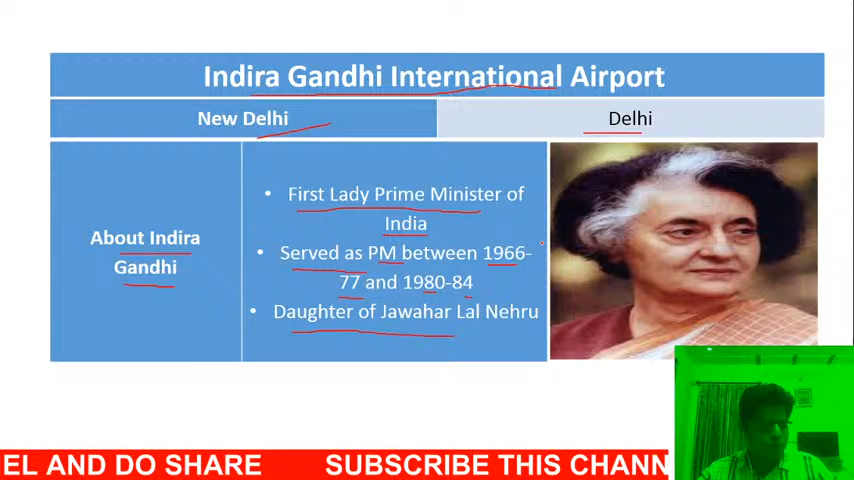 Indira Gandhi International Airport
New Delhi
Delhi
About Indira
Gandhi
• First Lady Prime Minister of
India
• Served as PM between 1966-
77 and 1980-84
• Daughter of Jawahar Lal Nehru
EL AND DO SHARE SUBSCRIBE THIS CHANN